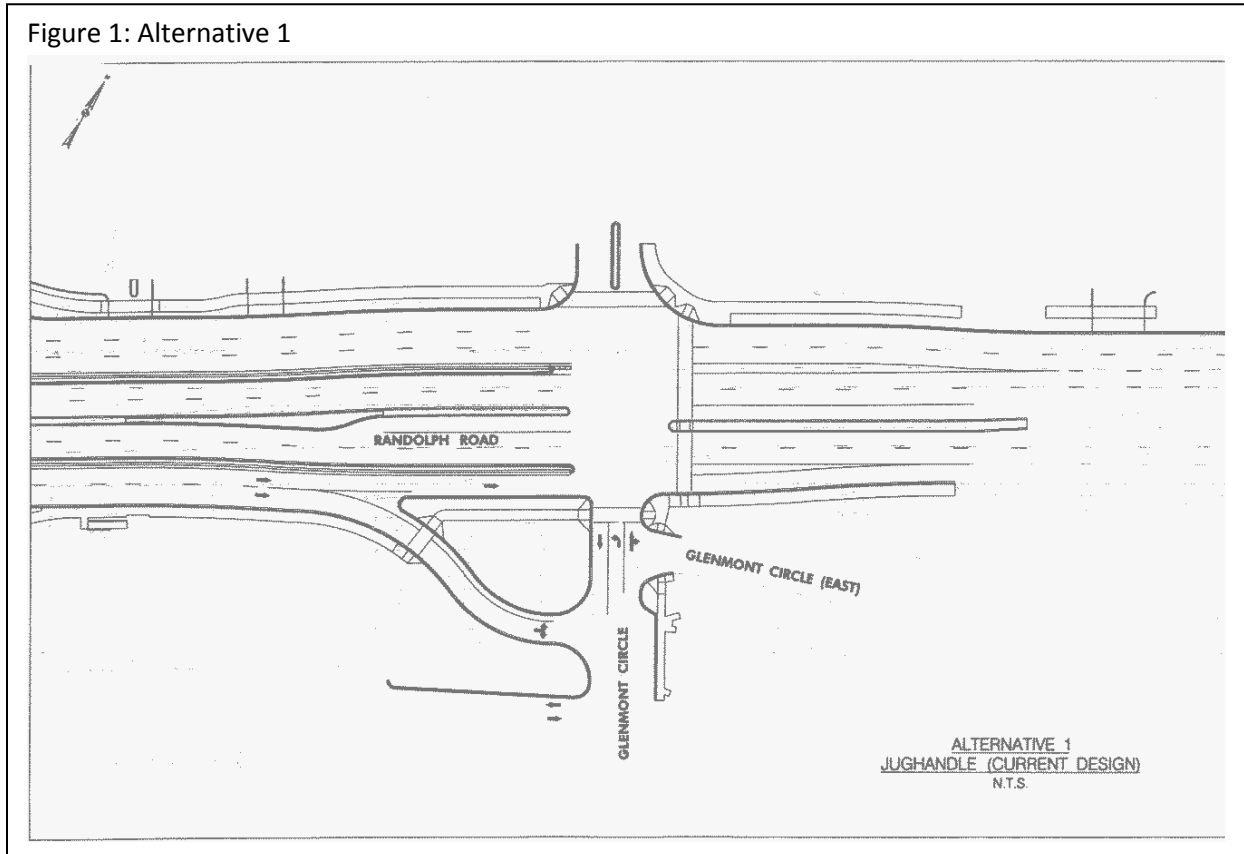 Figure 1: Alternative 1
RANDOLPH ROAD
GLENMONT CIRCLE (EAST)
GLENMONT CIRCLE
ALTERNATIVE 1
JUGHANDLE (CURRENT DESIGN)
N.T.S.